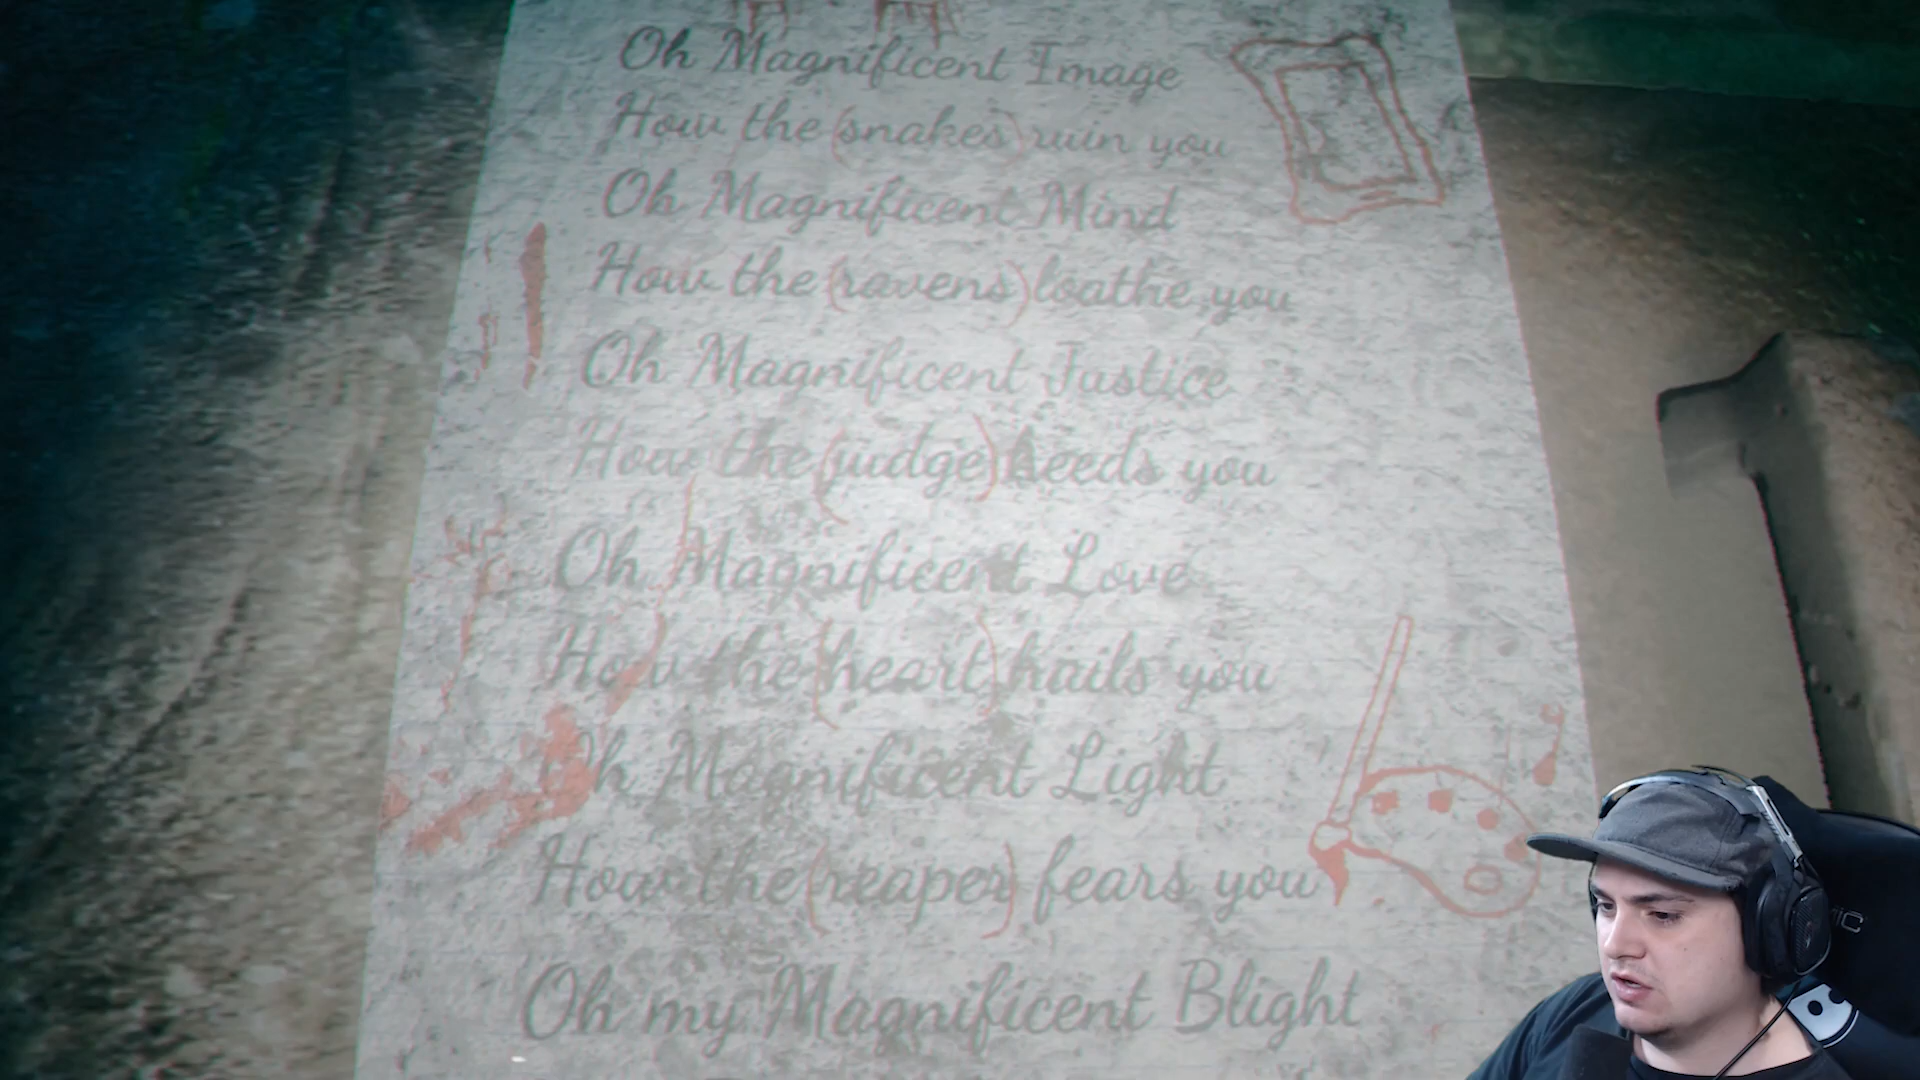 Oh Magnificent Image
How the (snakes) ruin you
Oh Magnificent Mind
How the (ravens) loathe you
Oh Magnificent Justice
How the (judge) heeds you
Oh Magnificent Love
How the (heart) hails you
Oh Magnificent Light
How the (reaper) fears you
Oh my Magnificent Blight